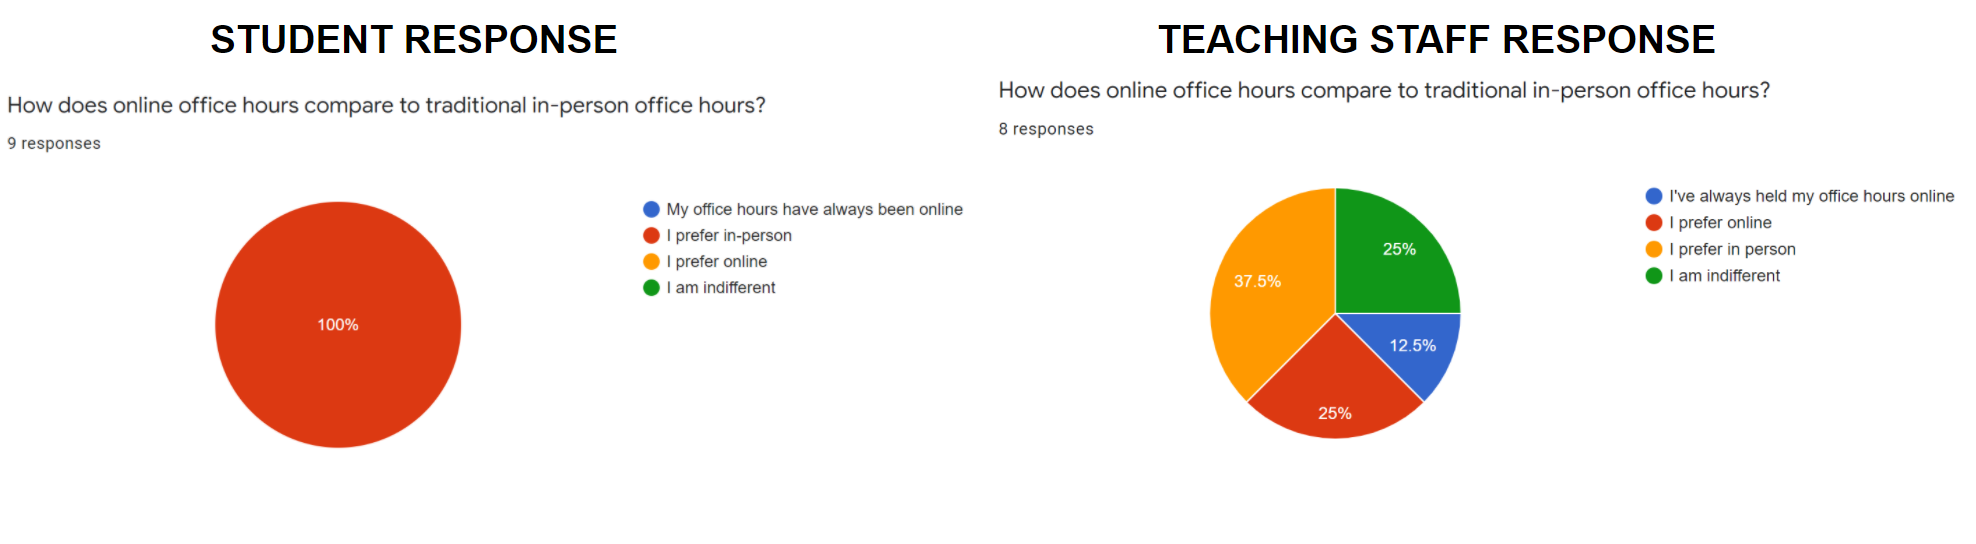 STUDENT RESPONSE
How does online office hours compare to traditional in-person office hours?
9 responses
100%
My office hours have always been online
I prefer in-person
I prefer online
I am indifferent
TEACHING STAFF RESPONSE
How does online office hours compare to traditional in-person office hours?
8 responses
25%
37.5%
12.5%
25%
I've always held my office hours online
I prefer online
I prefer in person
I am indifferent